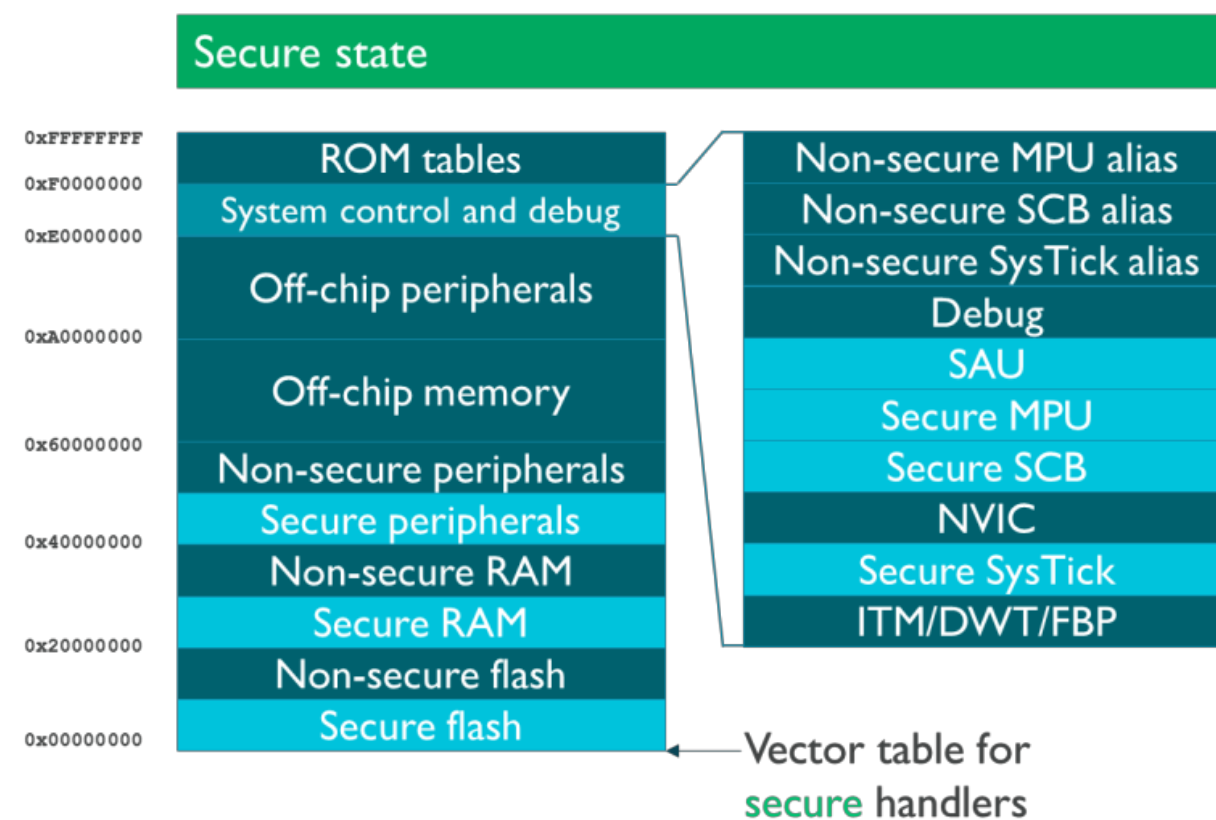 Secure state
0xFFFFFFFF
ROM tables
0xF0000000
System control and debug
0xE0000000
Off-chip peripherals
0xA0000000
Off-chip memory
0x60000000
Non-secure peripherals
Secure peripherals
0x40000000
Non-secure RAM
Secure RAM
0x20000000
Non-secure flash
Secure flash
0x00000000
Non-secure MPU alias
Non-secure SCB alias
Non-secure SysTick alias
Debug
SAU
Secure MPU
Secure SCB
NVIC
Secure SysTick
ITM/DWT/FBP
Vector table for
secure handlers